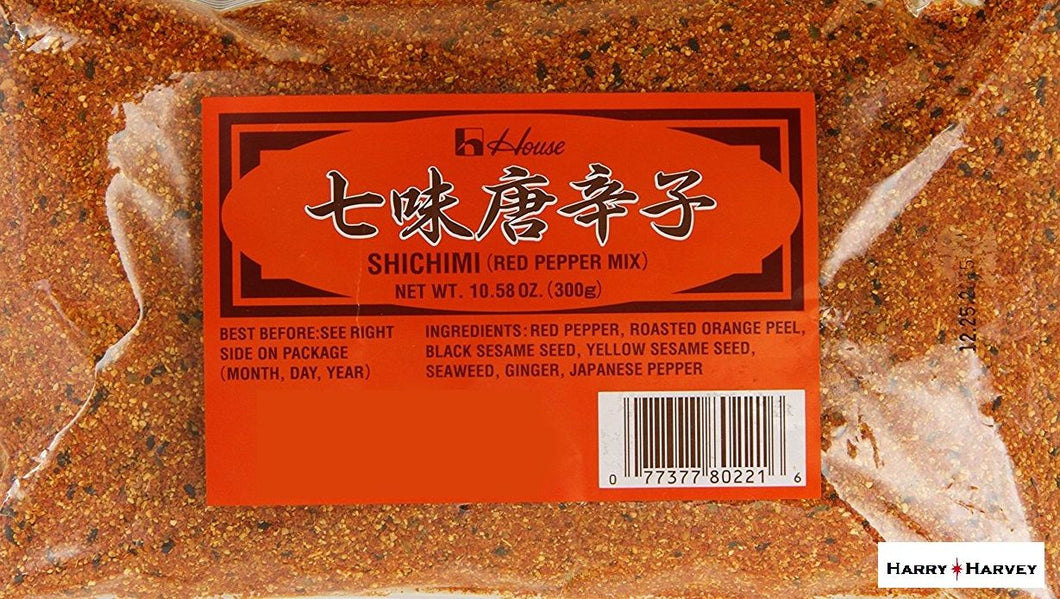 House
七味唐辛子
SHICHIMI (RED PEPPER MIX)
NET WT. 10.58 OZ. (300g)
BEST BEFORE:SEE RIGHT
SIDE ON PACKAGE
(MONTH, DAY, YEAR)
INGREDIENTS: RED PEPPER, ROASTED ORANGE PEEL,
BLACK SESAME SEED, YELLOW SESAME SEED,
SEAWEED, GINGER, JAPANESE PEPPER
0 77377 80221 6
HARRY HARVEY